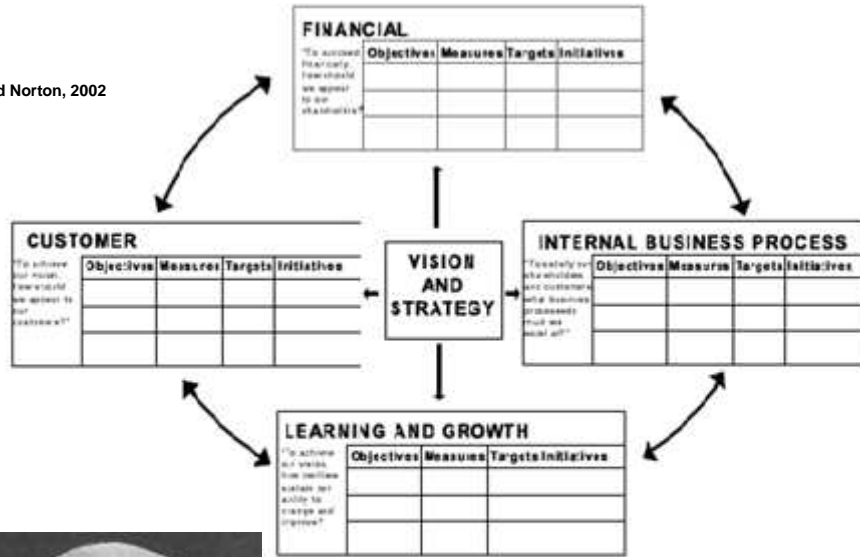 d Norton, 2002
FINANCIAL
"To succeed financially, how should we appear to our shareholders?"
Objectives Measures Targets Initiatives
CUSTOMER
"To achieve our vision, how should we appear to our customers?"
Objectives Measures Targets Initiatives
VISION
AND
STRATEGY
INTERNAL BUSINESS PROCESS
"To satisfy our shareholders and customers, what business processes must we excel at?"
Objectives Measures Targets Initiatives
LEARNING AND GROWTH
"To achieve our vision, how will we sustain our ability to change and improve?"
Objectives Measures Targets Initiatives